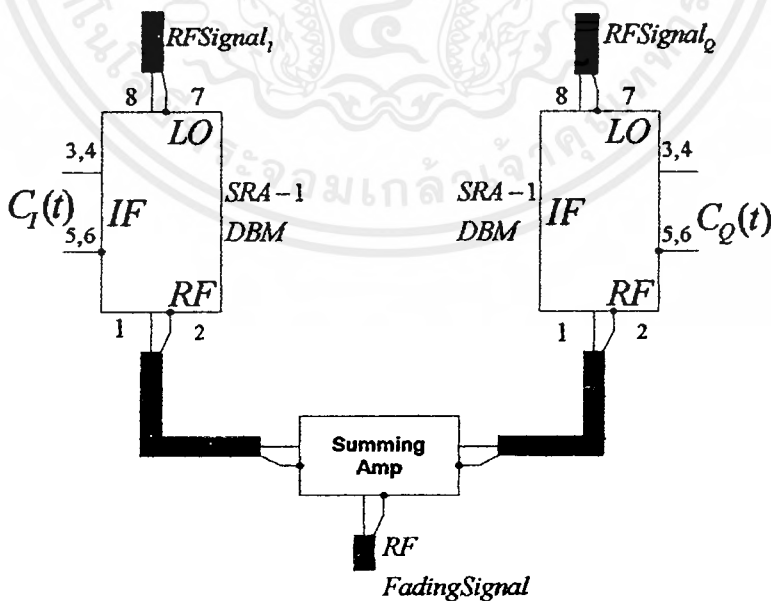 RFSignal_I
RFSignal_Q
8 7
8 7
LO
LO
3,4
3,4
C_I(t)
IF
SRA-1
DBM
SRA-1
DBM
IF
C_Q(t)
5,6
5,6
RF
RF
1 2
1 2
Summing
Amp
RF
FadingSignal